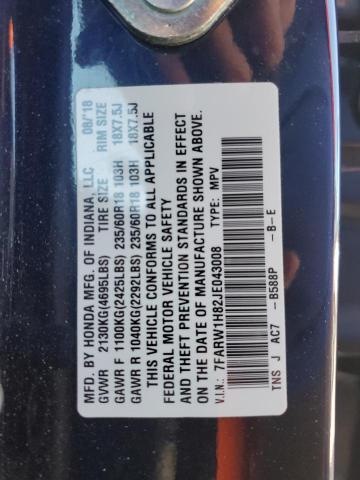 MFD. BY HONDA MFG. OF INDIANA, LLC 08/'18
GVWR 2130KG(4695LBS) TIRE SIZE RIM SIZE
GAWR F 1100KG(2425LBS) 235/60R18 103H 18X7.5J
GAWR R 1040KG(2292LBS) 235/60R18 103H 18X7.5J
THIS VEHICLE CONFORMS TO ALL APPLICABLE
FEDERAL MOTOR VEHICLE SAFETY
AND THEFT PREVENTION STANDARDS IN EFFECT
ON THE DATE OF MANUFACTURE SHOWN ABOVE.
V.I.N.: 7FARW1H82JE043008 TYPE: MPV
TNS J AC7 -B588P -B-E